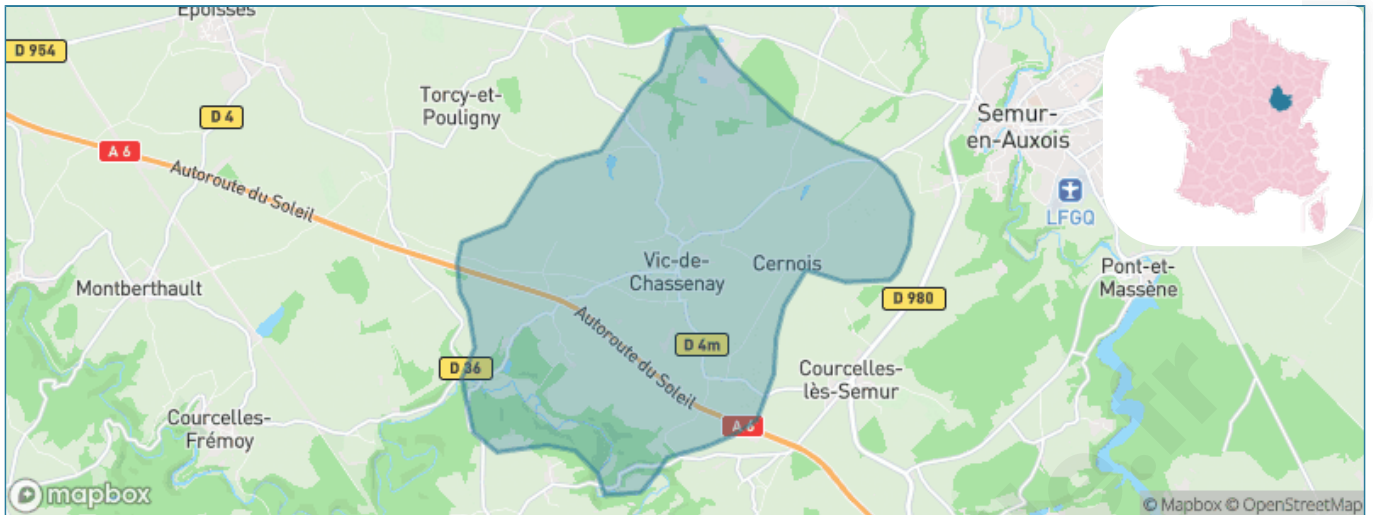 Epoisses
D 954
Torcy-et-
Pouligny
D 4
Semur-
en-Auxois
A 6
Autoroute du Soleil
LFGQ
Vic-de-
Chassenay
Cernois
Pont-et-
Massène
Montberthault
D 980
Autoroute du Soleil
D 4m
D 36
Courcelles-
lès-Semur
Courcelles-
Frémoy
A 6
mapbox
© Mapbox © OpenStreetMap